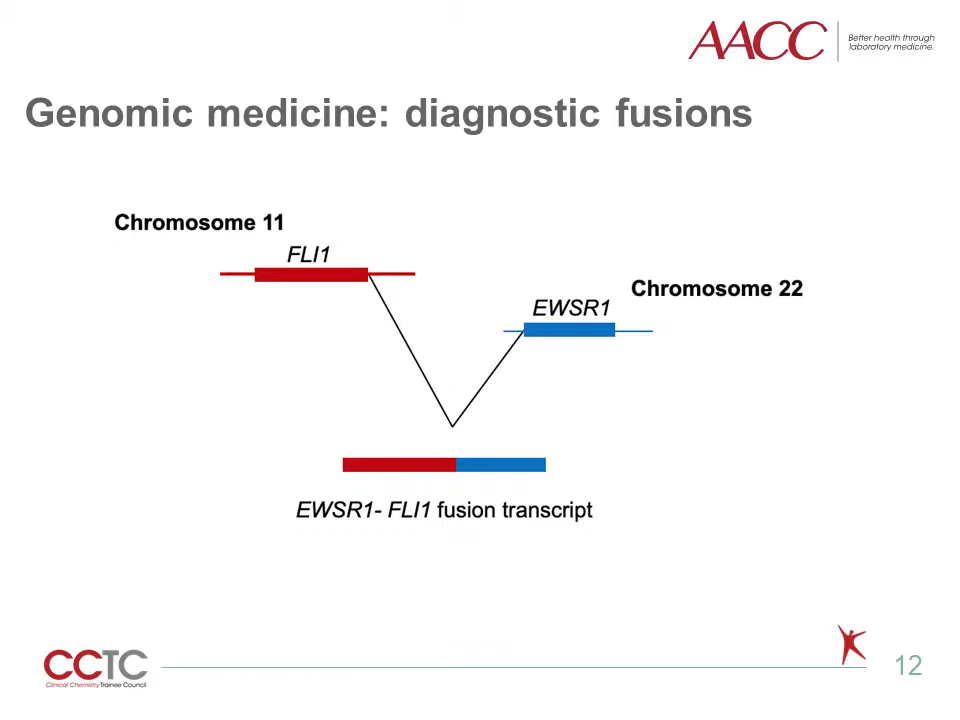 AACC
Better health through
laboratory medicine.
Genomic medicine: diagnostic fusions
Chromosome 11
FLI1
Chromosome 22
EWSR1
EWSR1- FLI1 fusion transcript
CCTC
Clinical Chemistry Trainee Council
12